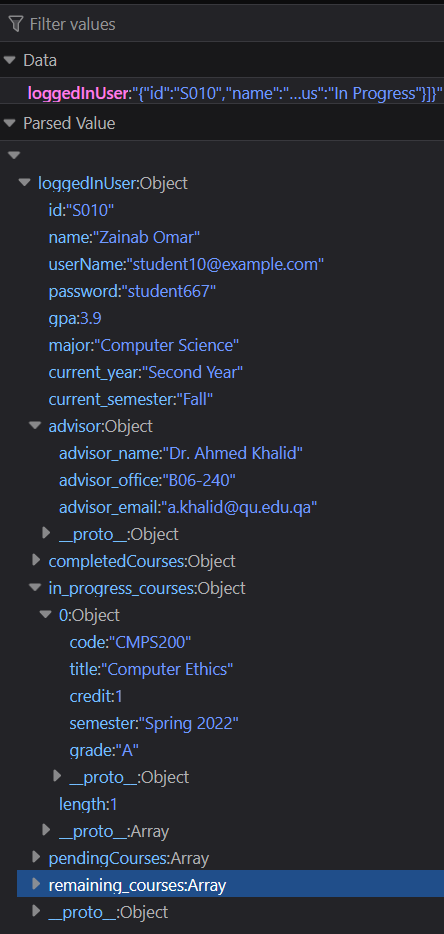 Filter values
Data
loggedInUser:"{"id":"S010","name":"...us":"In Progress"}]}"
Parsed Value
loggedInUser:Object
id:"S010"
name:"Zainab Omar"
userName:"student10@example.com"
password:"student667"
gpa:3.9
major:"Computer Science"
current_year:"Second Year"
current_semester:"Fall"
advisor:Object
advisor_name:"Dr. Ahmed Khalid"
advisor_office:"B06-240"
advisor_email:"a.khalid@qu.edu.qa"
__proto__:Object
completedCourses:Object
in_progress_courses:Object
0:Object
code:"CMPS200"
title:"Computer Ethics"
credit:1
semester:"Spring 2022"
grade:"A"
__proto__:Object
length:1
__proto__:Array
pendingCourses:Array
remaining_courses:Array
__proto__:Object